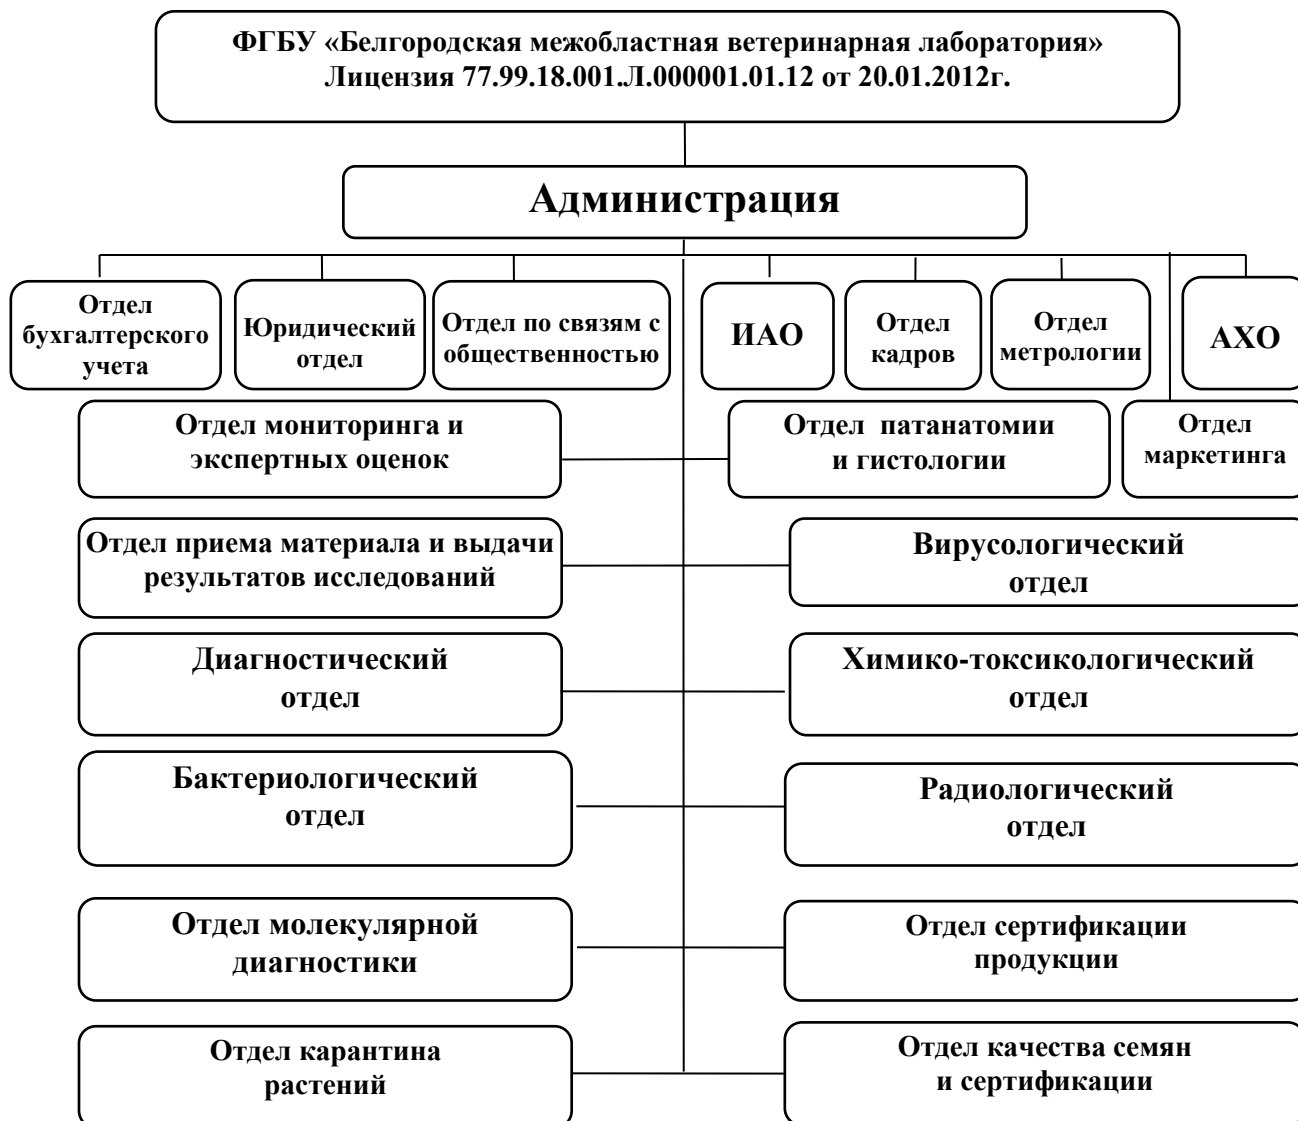 ФГБУ «Белгородская межобластная ветеринарная лаборатория»
Лицензия 77.99.18.001.Л.000001.01.12 от 20.01.2012г.
Администрация
Отдел
бухгалтерского
учета
Юридический
отдел
Отдел по связям с
общественностью
ИАО
Отдел
кадров
Отдел
метрологии
АХО
Отдел мониторинга и
экспертных оценок
Отдел патанатомии
и гистологии
Отдел
маркетинга
Отдел приема материала и выдачи
результатов исследований
Вирусологический
отдел
Диагностический
отдел
Химико-токсикологический
отдел
Бактериологический
отдел
Радиологический
отдел
Отдел молекулярной
диагностики
Отдел сертификации
продукции
Отдел карантина
растений
Отдел качества семян
и сертификации